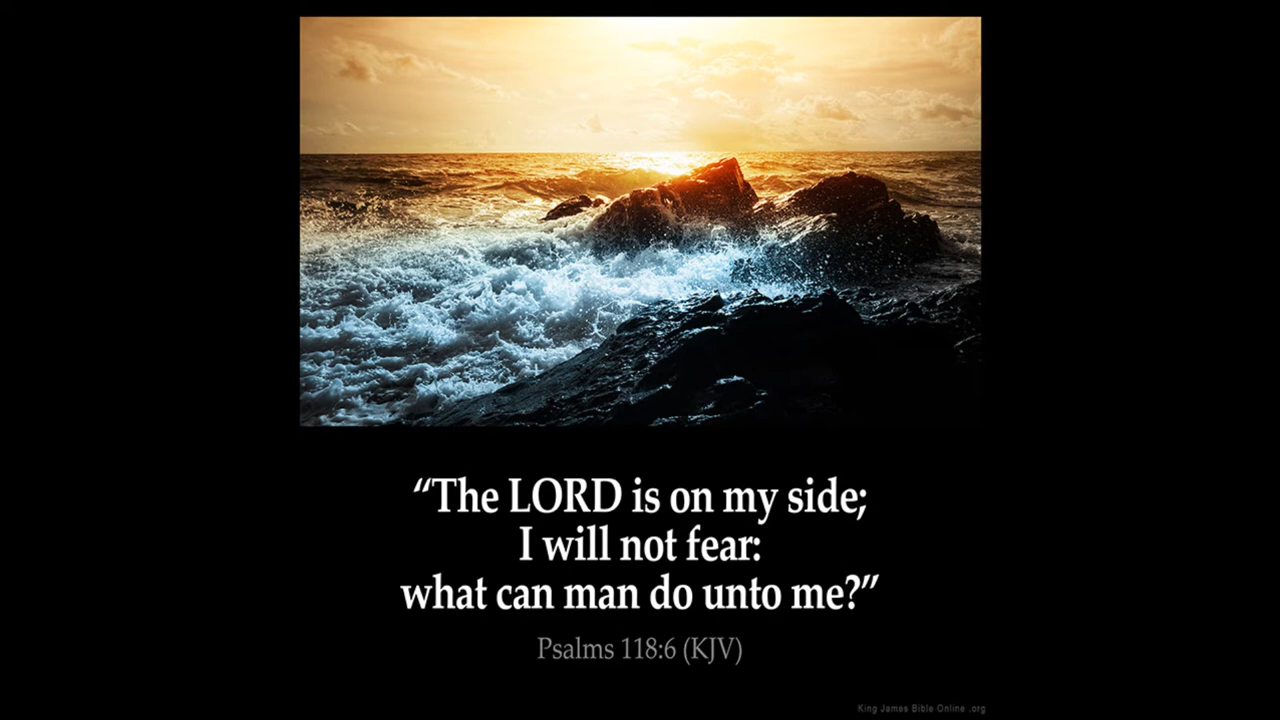 “The LORD is on my side;
I will not fear:
what can man do unto me?”
Psalms 118:6 (KJV)
King James Bible Online .org